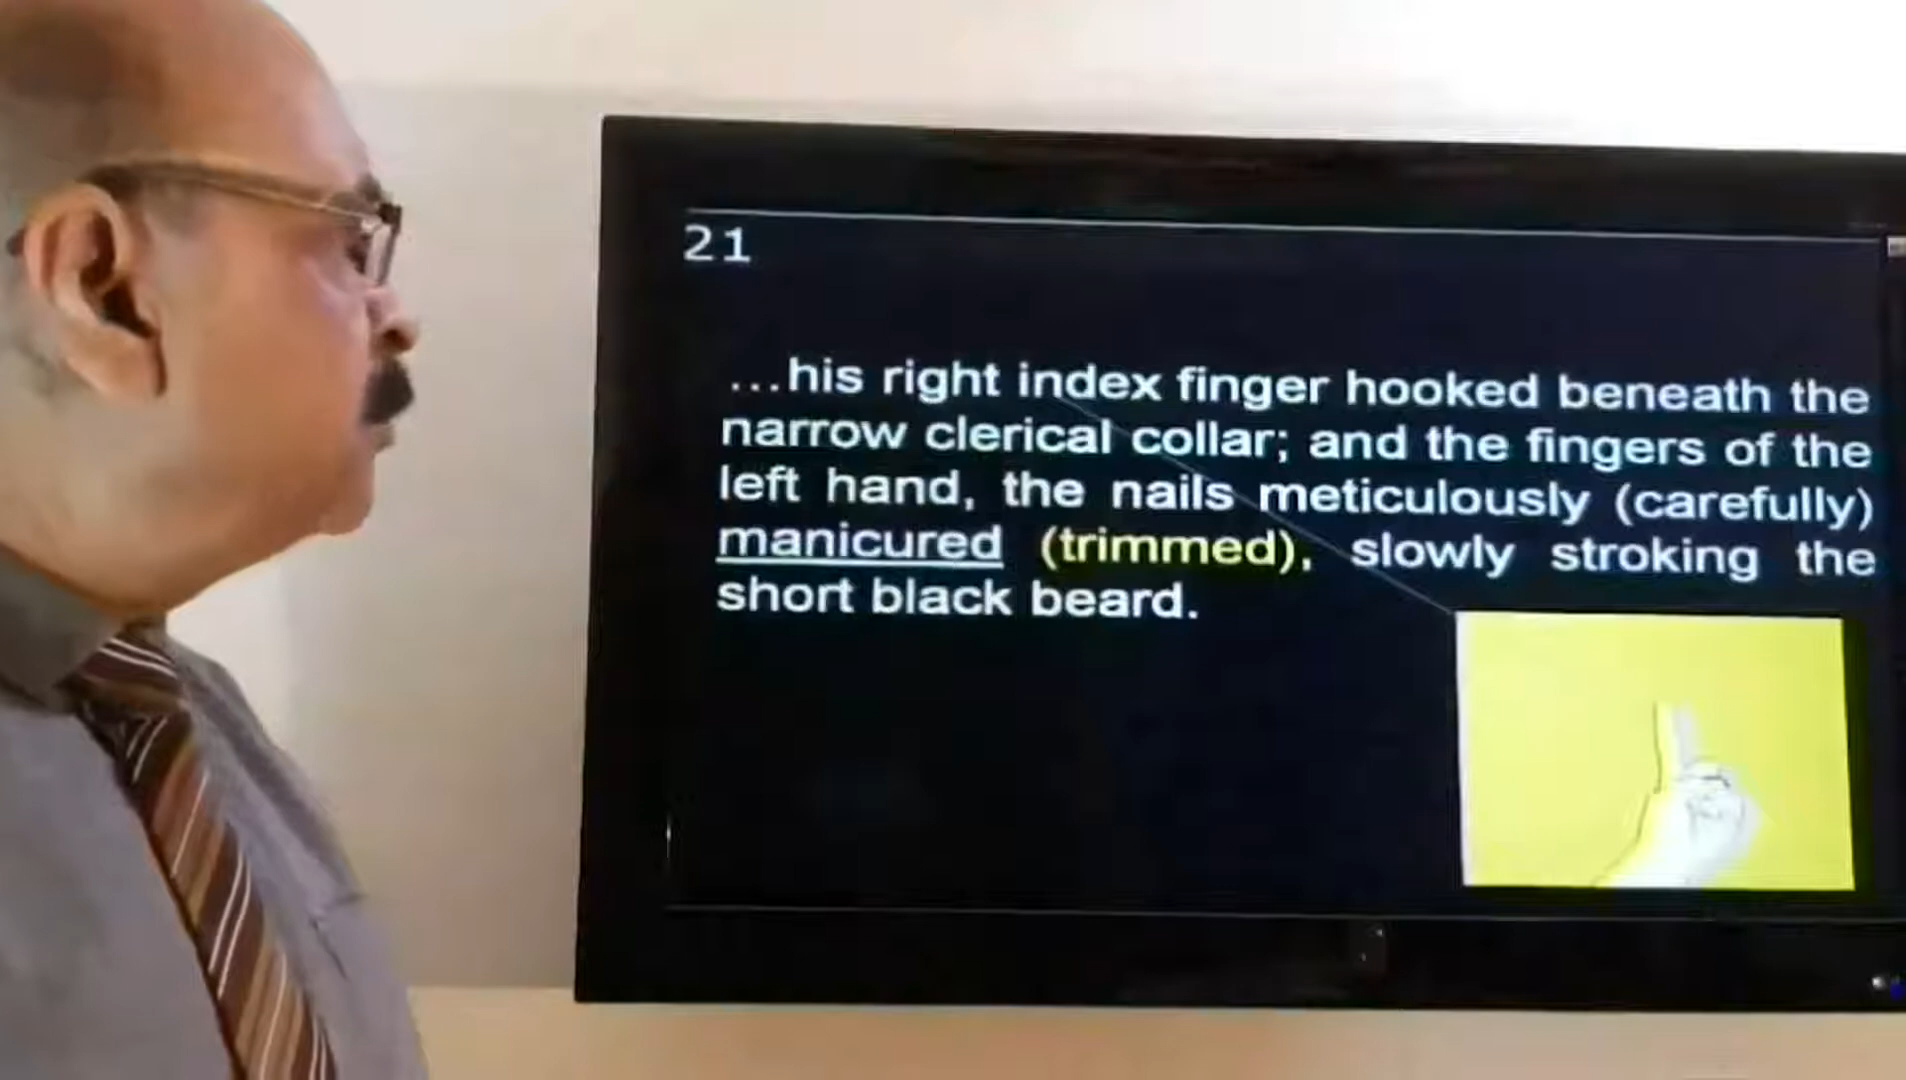 21
...his right index finger hooked beneath the
narrow clerical collar; and the fingers of the
left hand, the nails meticulously (carefully)
manicured (trimmed), slowly stroking the
short black beard.